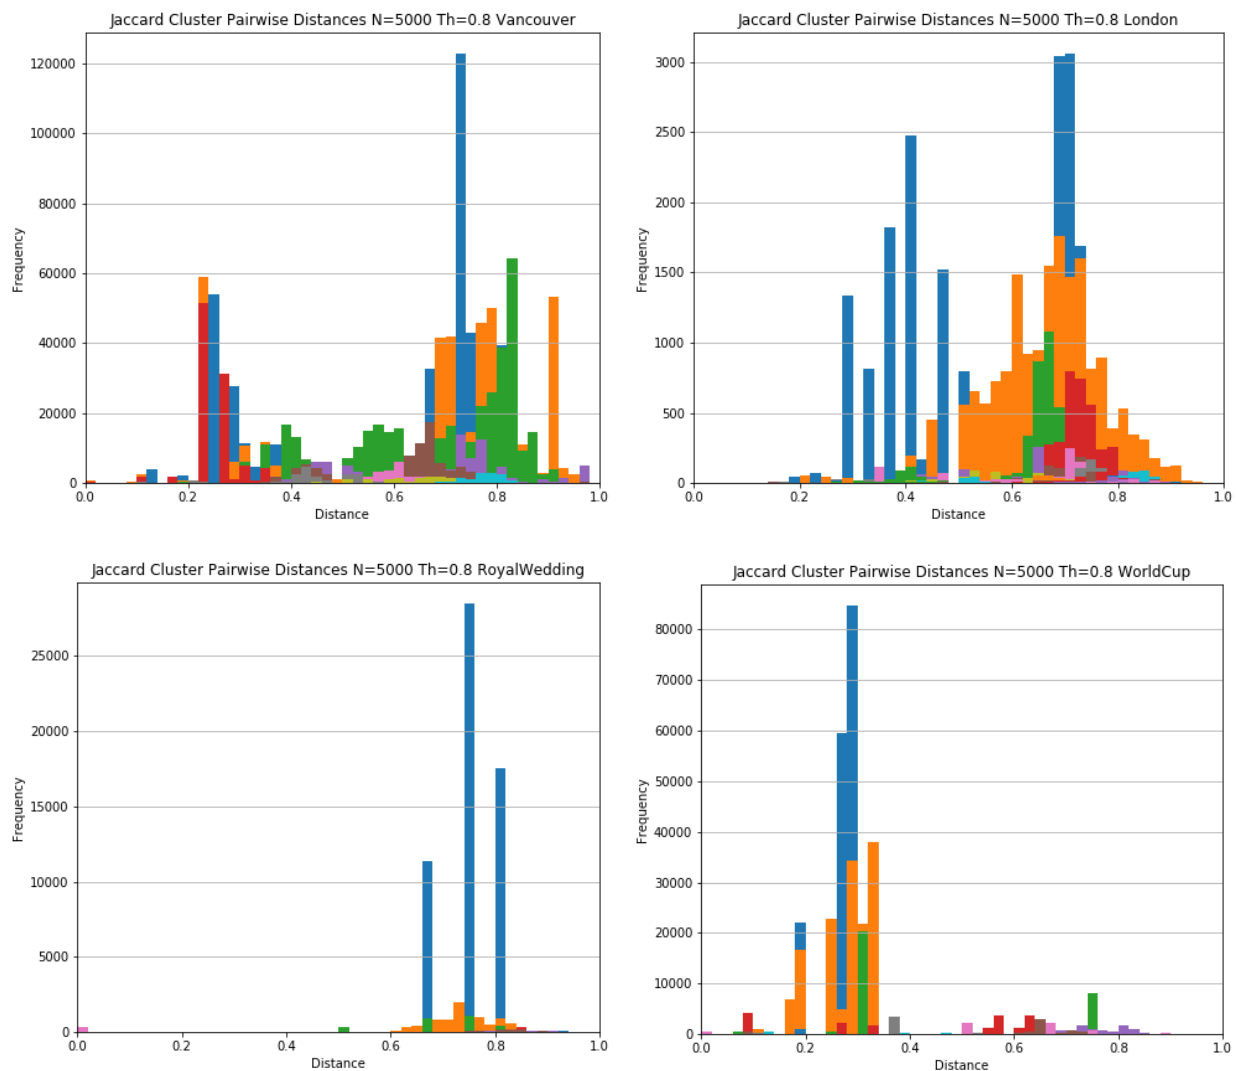 Jaccard Cluster Pairwise Distances N=5000 Th=0.8 Vancouver
120000
100000
80000
60000
40000
20000
0
Frequency
0.0 0.2 0.4 0.6 0.8 1.0
Distance
Jaccard Cluster Pairwise Distances N=5000 Th=0.8 London
3000
2500
2000
1500
1000
500
0
Frequency
0.0 0.2 0.4 0.6 0.8 1.0
Distance
Jaccard Cluster Pairwise Distances N=5000 Th=0.8 RoyalWedding
25000
20000
15000
10000
5000
0
Frequency
0.0 0.2 0.4 0.6 0.8 1.0
Distance
Jaccard Cluster Pairwise Distances N=5000 Th=0.8 WorldCup
80000
70000
60000
50000
40000
30000
20000
10000
0
Frequency
0.0 0.2 0.4 0.6 0.8 1.0
Distance